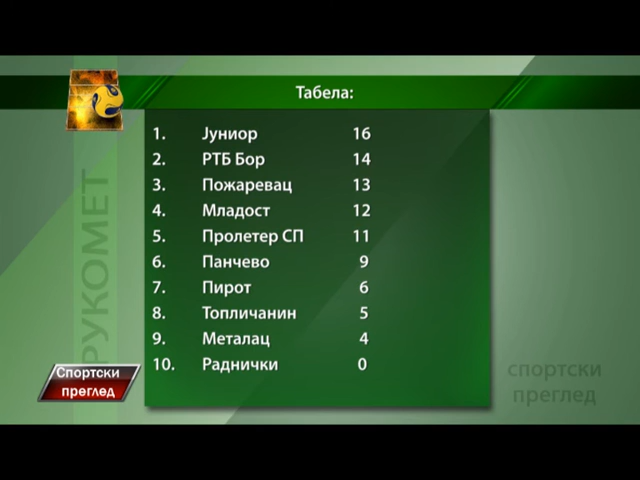 Табела:
1. Јуниор 16
2. РТБ Бор 14
3. Пожаревац 13
4. Младост 12
5. Пролетер СП 11
6. Панчево 9
7. Пирот 6
8. Топличанин 5
9. Металац 4
10. Раднички 0
РУКОМЕТ
Спортски
преглед
спортски
преглед